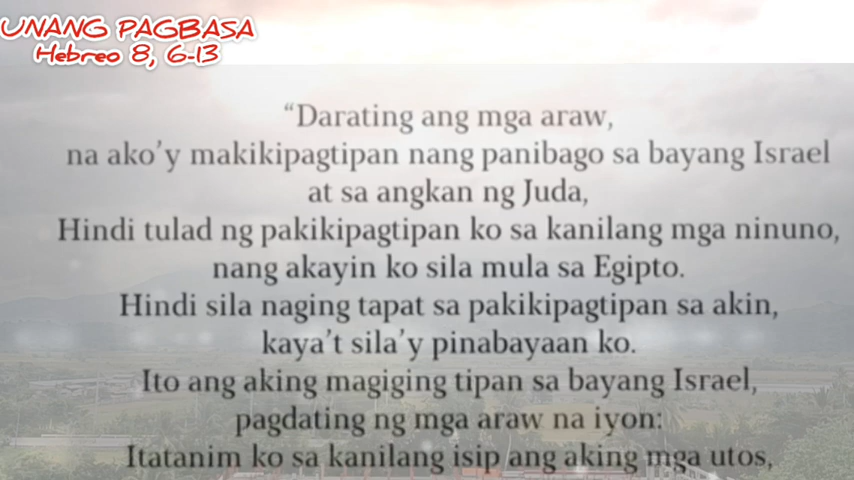 UNANG PAGBASA
Hebreo 8, 6-13
“Darating ang mga araw,
na ako’y makikipagtipan nang panibago sa bayang Israel
at sa angkan ng Juda,
Hindi tulad ng pakikipagtipan ko sa kanilang mga ninuno,
nang akayin ko sila mula sa Egipto.
Hindi sila naging tapat sa pakikipagtipan sa akin,
kaya’t sila’y pinabayaan ko.
Ito ang aking magiging tipan sa bayang Israel,
pagdating ng mga araw na iyon:
Itatanim ko sa kanilang isip ang aking mga utos,